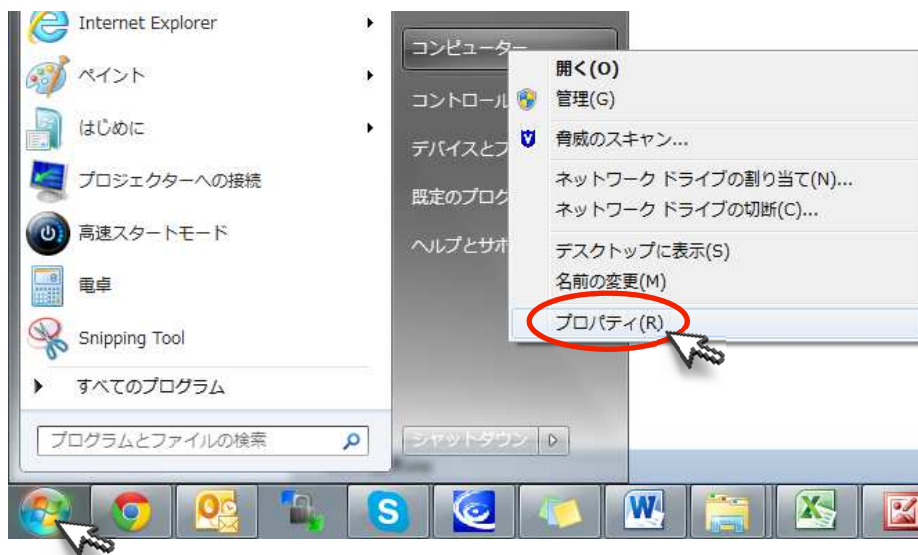 Internet Explorer
ペイント
はじめに
プロジェクターへの接続
高速スタートモード
電卓
Snipping Tool
すべてのプログラム
プログラムとファイルの検索
コンピューター
コントロール
デバイスとフ
既定のプログ
ヘルプとサポ
シャットダウン
開く(O)
管理(G)
脅威のスキャン...
ネットワーク ドライブの割り当て(N)...
ネットワーク ドライブの切断(C)...
デスクトップに表示(S)
名前の変更(M)
プロパティ(R)